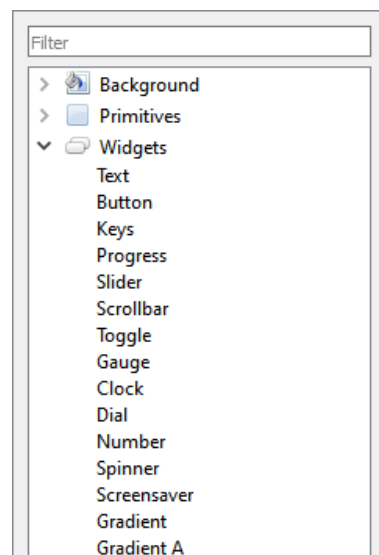 Filter
Background
Primitives
Widgets
Text
Button
Keys
Progress
Slider
Scrollbar
Toggle
Gauge
Clock
Dial
Number
Spinner
Screensaver
Gradient
Gradient A